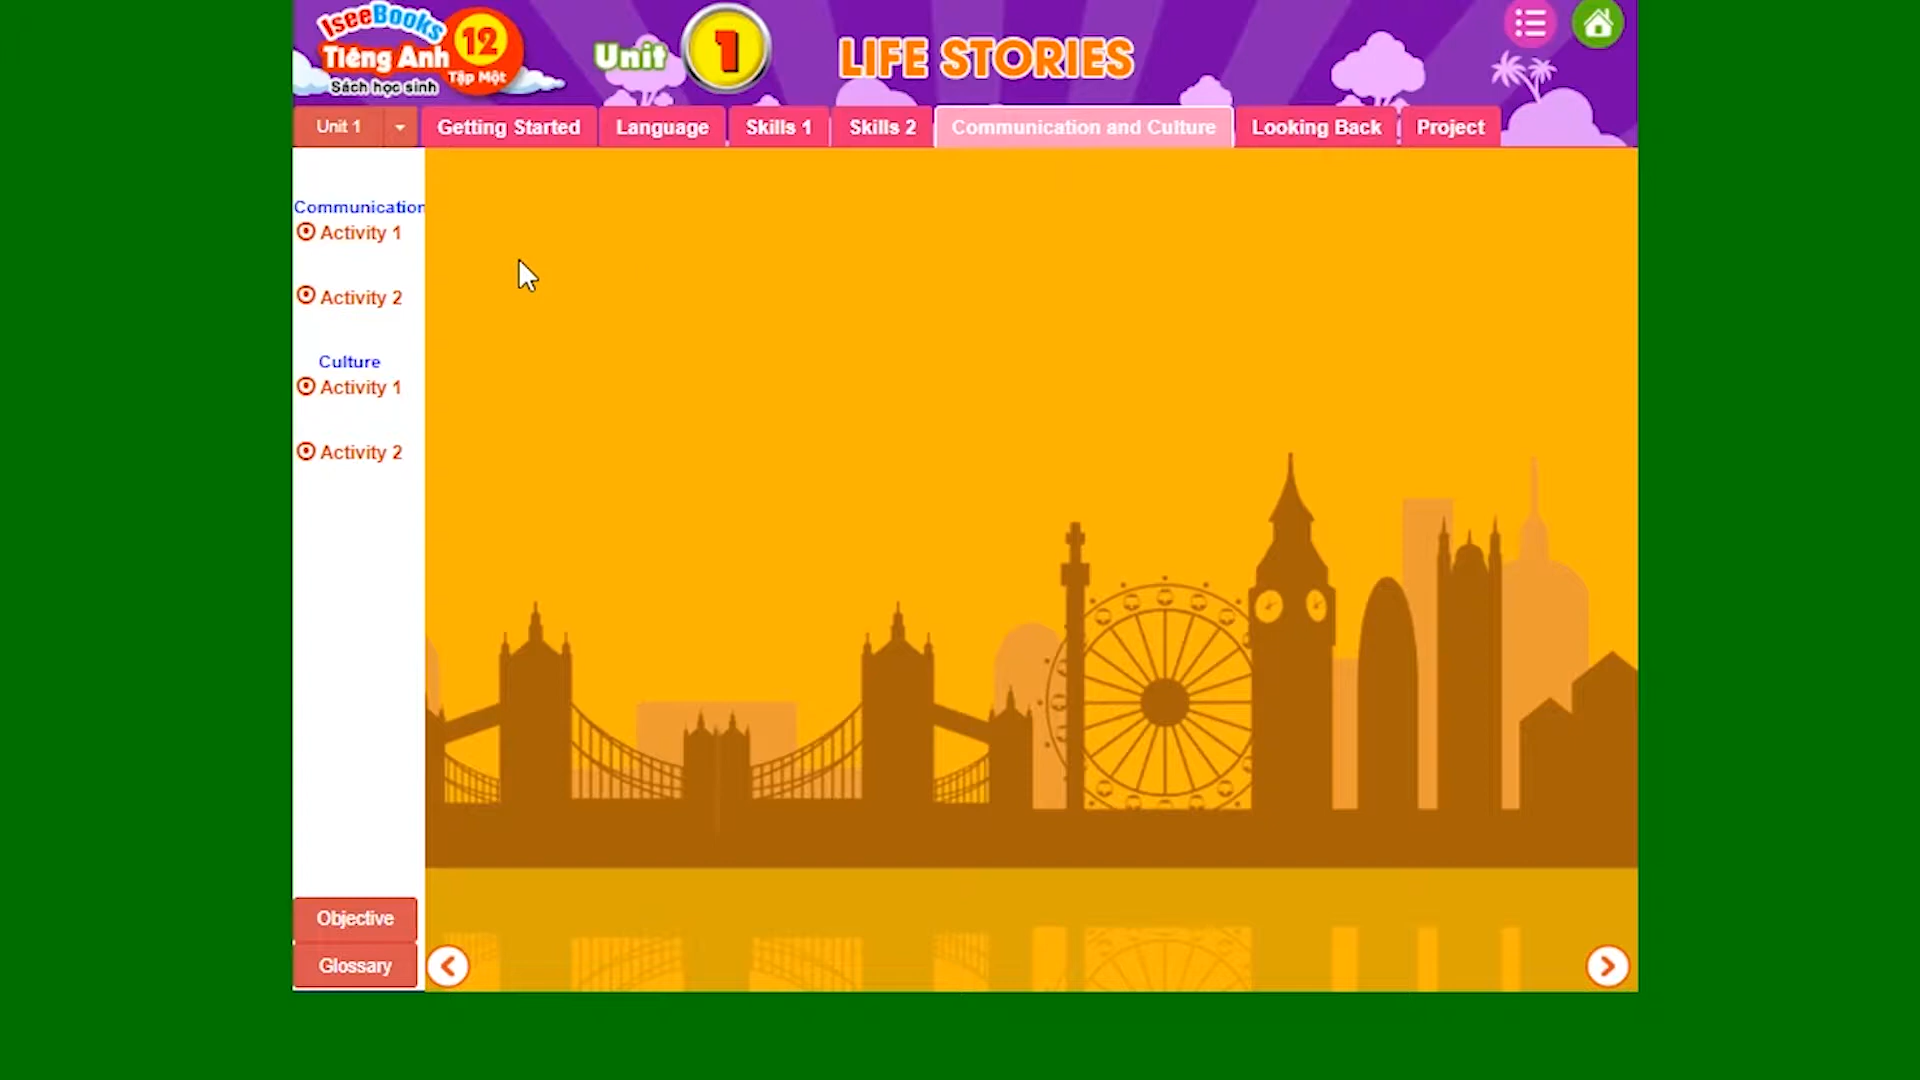 IseeBooks
Tiếng Anh 12
Tập Một
Sách học sinh
Unit 1
LIFE STORIES
Unit 1
Getting Started
Language
Skills 1
Skills 2
Communication and Culture
Looking Back
Project
Communication
Activity 1
Activity 2
Culture
Activity 1
Activity 2
Objective
Glossary